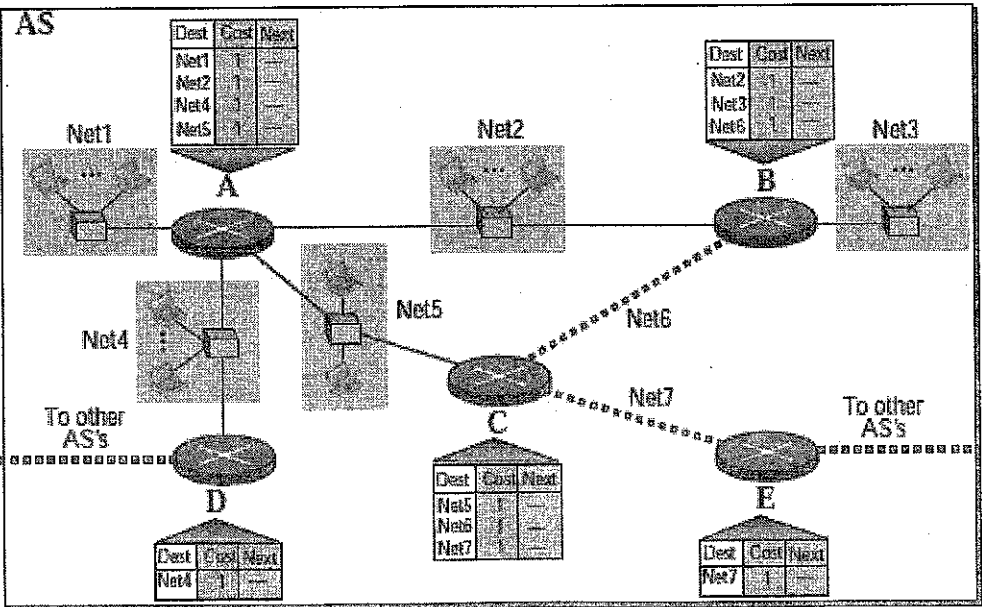 AS
Dest Cost Next
Net1 1 —
Net2 1 —
Net4 1 —
Net5 1 —
Dest Cost Next
Net2 1 —
Net3 1 —
Net6 1 —
Net1
Net2
Net3
A
B
Net4
Net5
Net6
Net7
C
To other
AS's
To other
AS's
D
E
Dest Cost Next
Net5 1 —
Net6 1 —
Net7 1 —
Dest Cost Next
Net4 1 —
Dest Cost Next
Net7 1 —